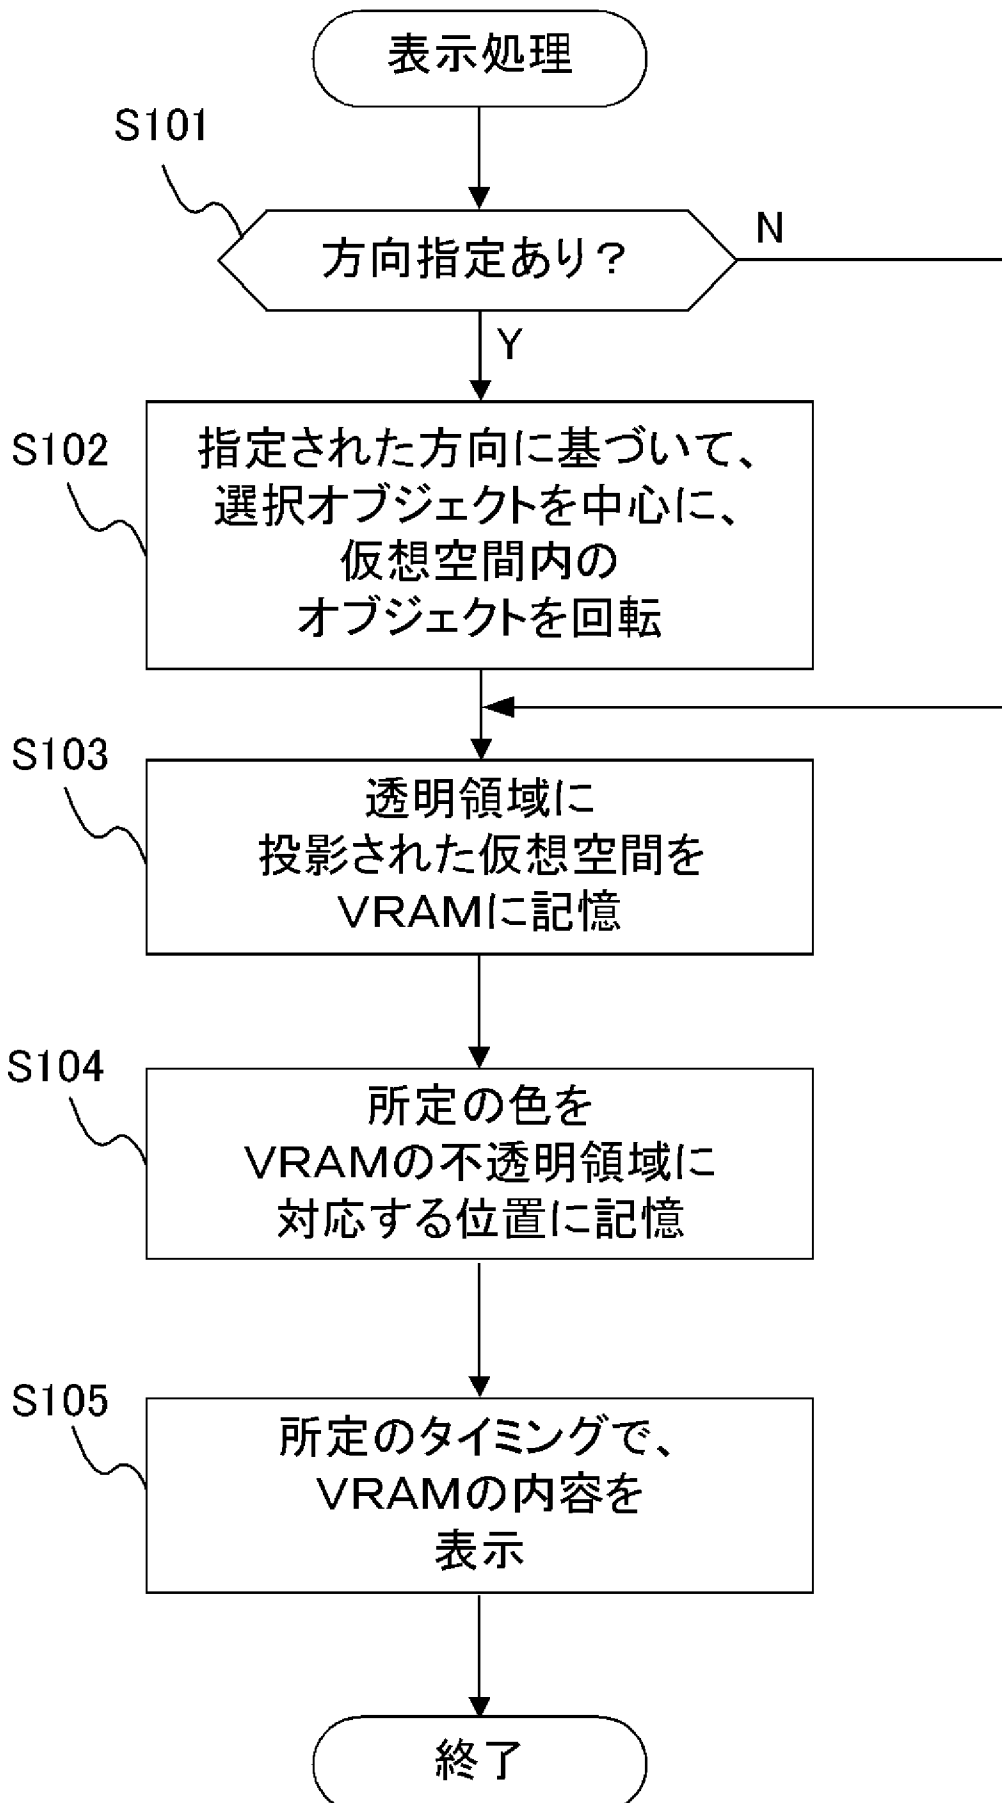 表示処理
S101
方向指定あり？
N
Y
S102
指定された方向に基づいて、
選択オブジェクトを中心に、
仮想空間内の
オブジェクトを回転
S103
透明領域に
投影された仮想空間を
VRAMに記憶
S104
所定の色を
VRAMの不透明領域に
対応する位置に記憶
S105
所定のタイミングで、
VRAMの内容を
表示
終了